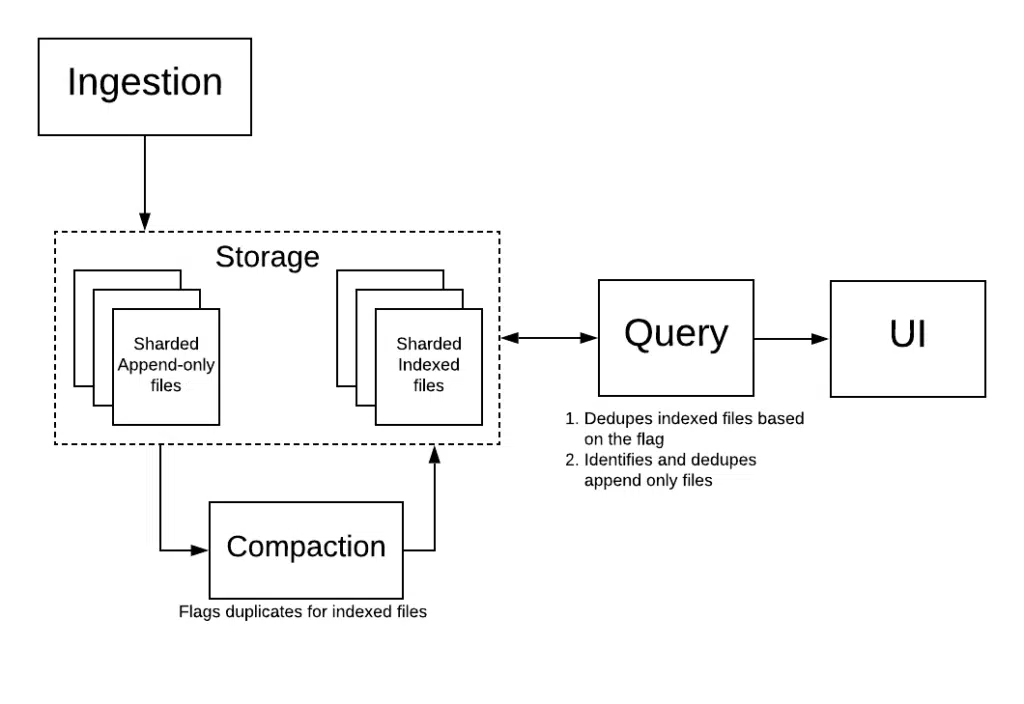 Ingestion
Storage
Sharded
Append-only
files
Sharded
Indexed
files
Query
UI
1. Dedupes indexed files based
on the flag
2. Identifies and dedupes
append only files
Compaction
Flags duplicates for indexed files